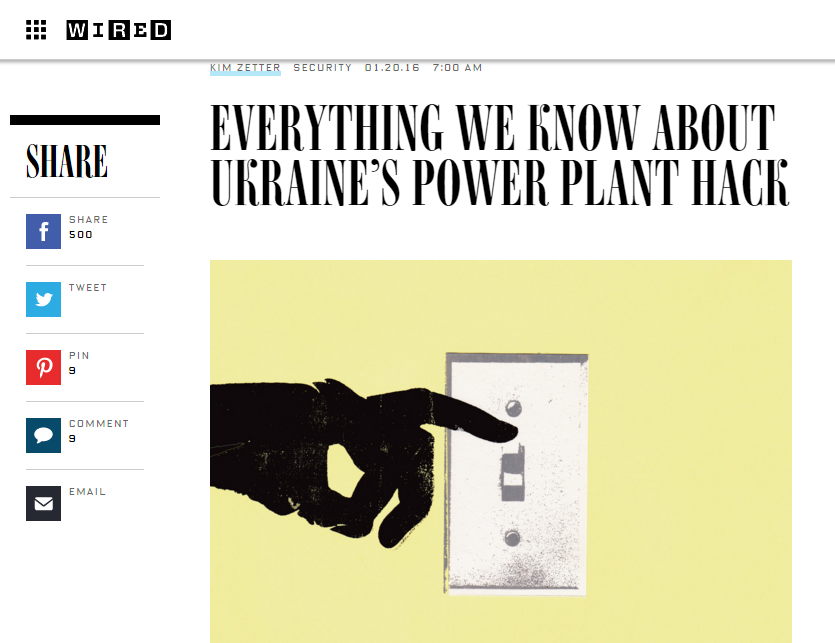 WIRED
KIM ZETTER SECURITY 01.20.16 7:00 AM
EVERYTHING WE KNOW ABOUT
UKRAINE'S POWER PLANT HACK
SHARE
SHARE
500
TWEET
PIN
9
COMMENT
9
EMAIL